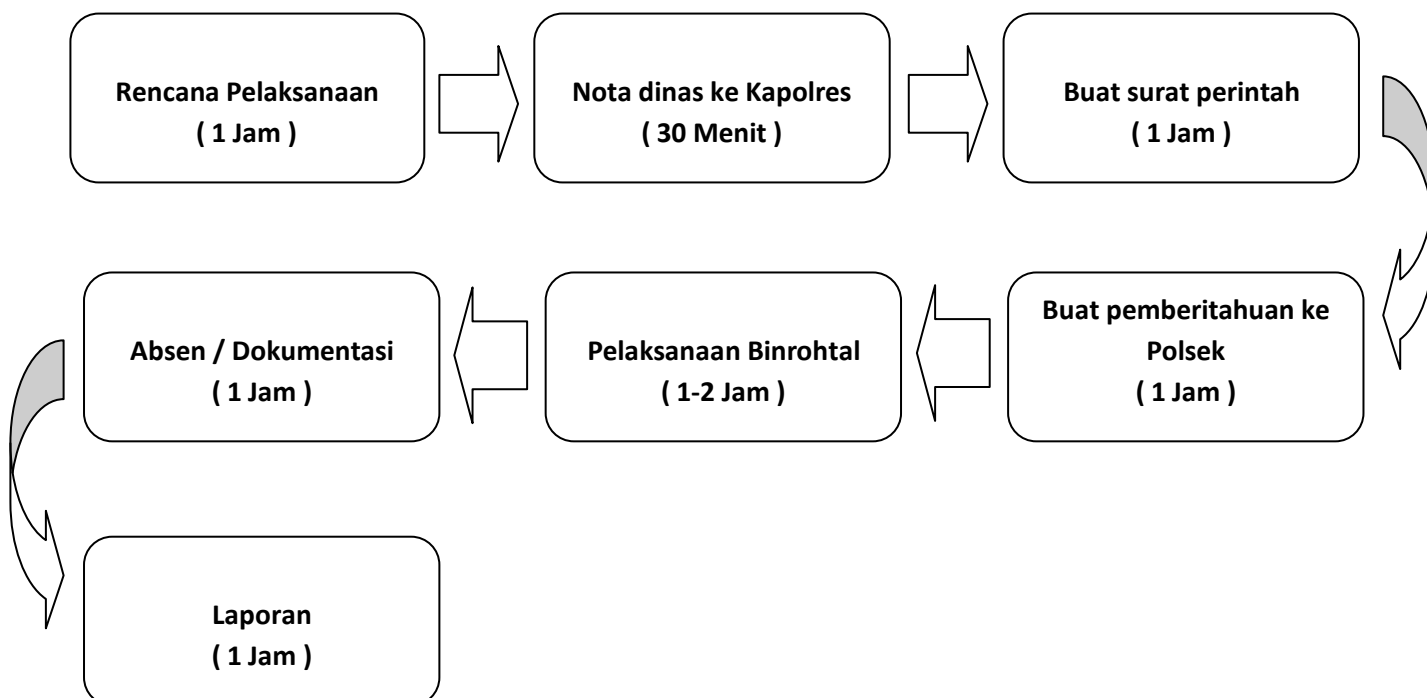 Rencana Pelaksanaan
( 1 Jam )
Nota dinas ke Kapolres
( 30 Menit )
Buat surat perintah
( 1 Jam )
Buat pemberitahuan ke
Polsek
( 1 Jam )
Pelaksanaan Binrohtal
( 1-2 Jam )
Absen / Dokumentasi
( 1 Jam )
Laporan
( 1 Jam )